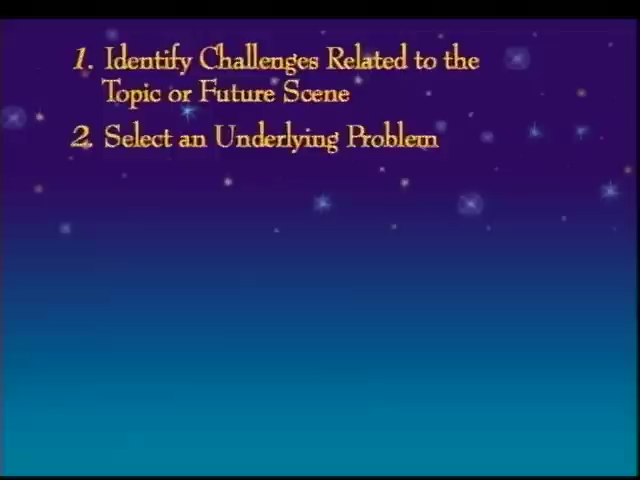 1. Identify Challenges Related to the
Topic or Future Scene
2. Select an Underlying Problem